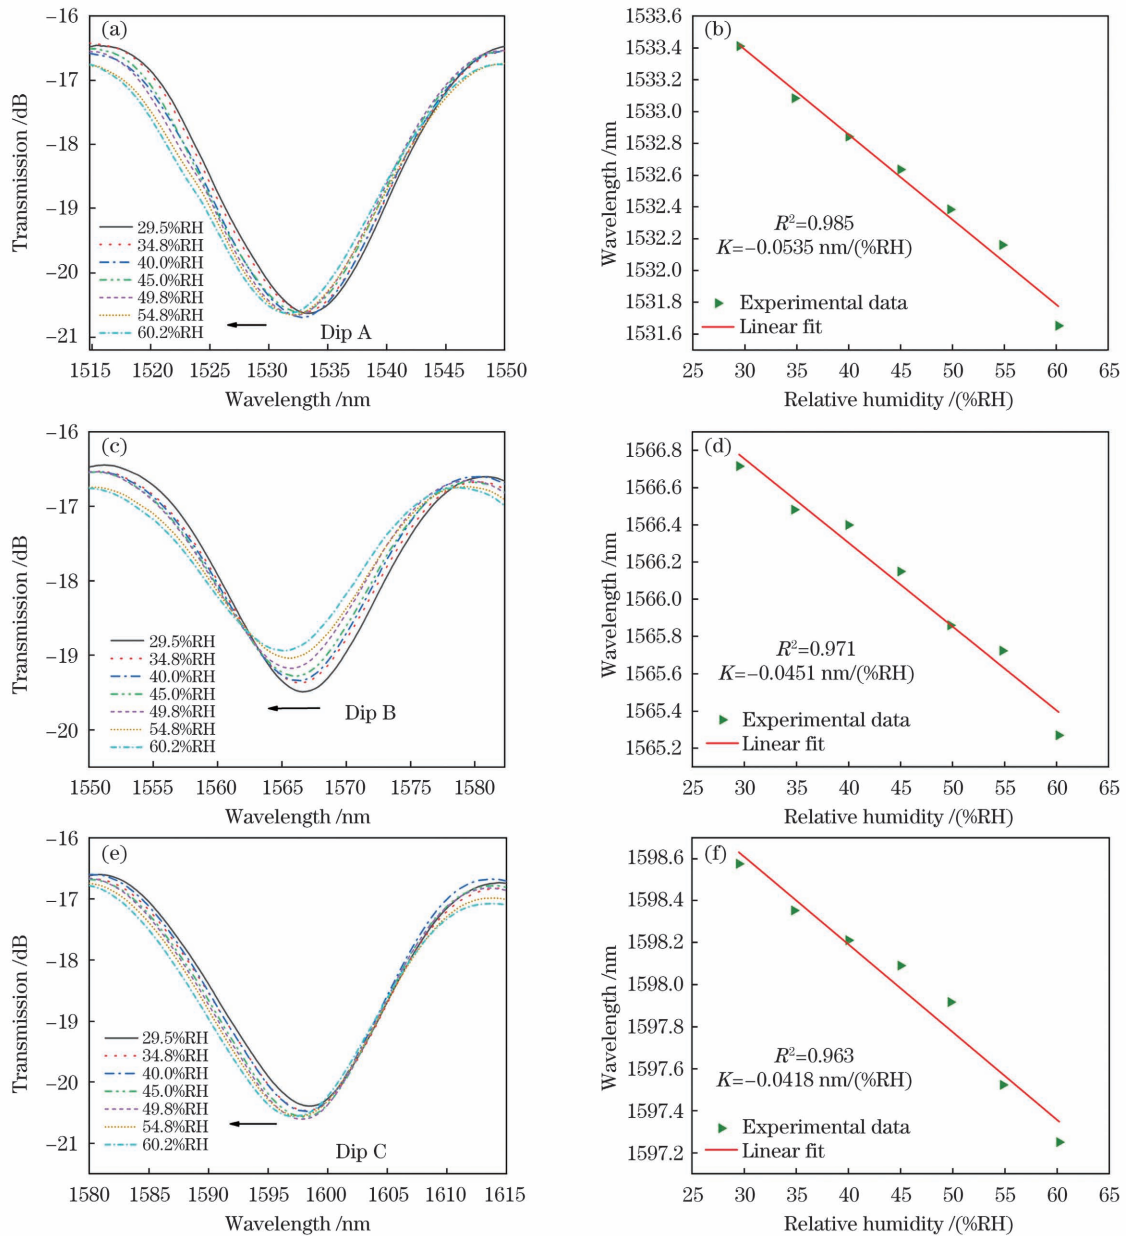 (a)
Transmission /dB
−16
−17
−18
−19
−20
−21
29.5%RH
34.8%RH
40.0%RH
45.0%RH
49.8%RH
54.8%RH
60.2%RH
Dip A
1515 1520 1525 1530 1535 1540 1545 1550
Wavelength /nm
(b)
Wavelength /nm
1533.6
1533.4
1533.2
1533.0
1532.8
1532.6
1532.4
1532.2
1532.0
1531.8
1531.6
R²=0.985
K=−0.0535 nm/(%RH)
Experimental data
Linear fit
25 30 35 40 45 50 55 60 65
Relative humidity /(%RH)
(c)
Transmission /dB
−16
−17
−18
−19
−20
29.5%RH
34.8%RH
40.0%RH
45.0%RH
49.8%RH
54.8%RH
60.2%RH
Dip B
1550 1555 1560 1565 1570 1575 1580
Wavelength /nm
(d)
Wavelength /nm
1566.8
1566.6
1566.4
1566.2
1566.0
1565.8
1565.6
1565.4
1565.2
R²=0.971
K=−0.0451 nm/(%RH)
Experimental data
Linear fit
25 30 35 40 45 50 55 60 65
Relative humidity /(%RH)
(e)
Transmission /dB
−16
−17
−18
−19
−20
−21
29.5%RH
34.8%RH
40.0%RH
45.0%RH
49.8%RH
54.8%RH
60.2%RH
Dip C
1580 1585 1590 1595 1600 1605 1610 1615
Wavelength /nm
(f)
Wavelength /nm
1598.6
1598.4
1598.2
1598.0
1597.8
1597.6
1597.4
1597.2
R²=0.963
K=−0.0418 nm/(%RH)
Experimental data
Linear fit
25 30 35 40 45 50 55 60 65
Relative humidity /(%RH)